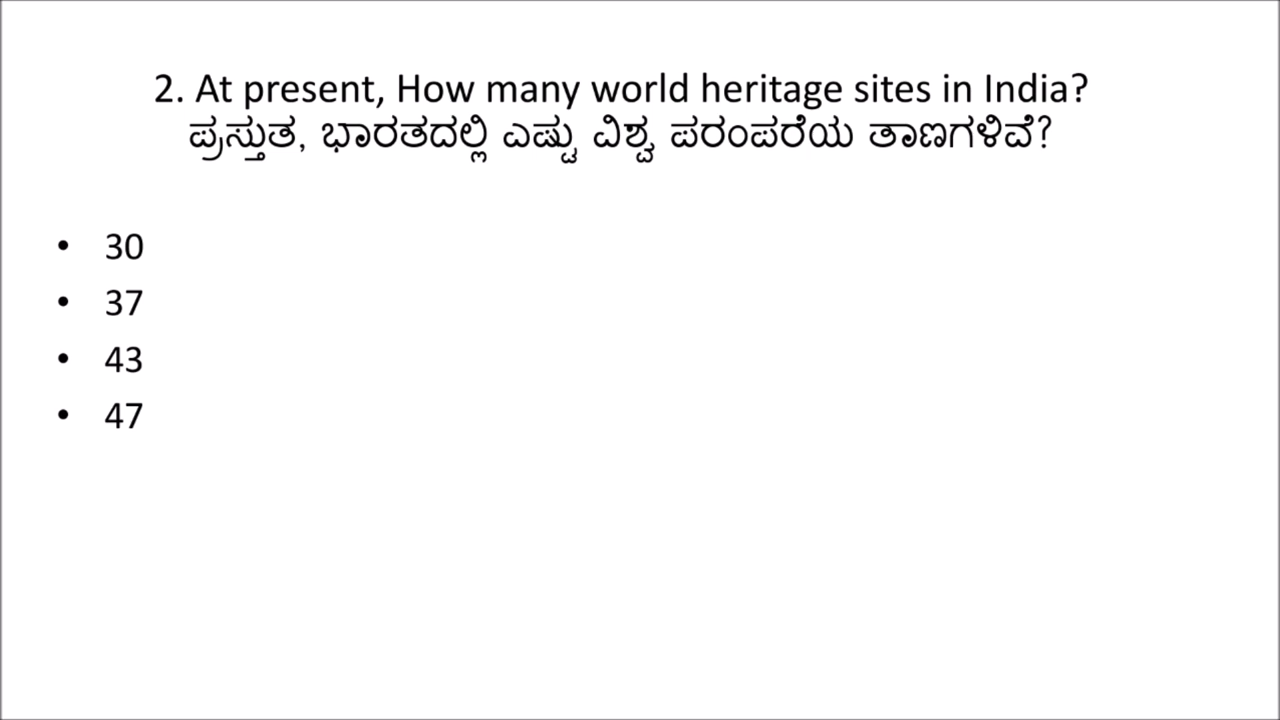 2. At present, How many world heritage sites in India?
ಪ್ರಸ್ತುತ, ಭಾರತದಲ್ಲಿ ಎಷ್ಟು ವಿಶ್ವ ಪರಂಪರೆಯ ತಾಣಗಳಿವೆ?
• 30
• 37
• 43
• 47